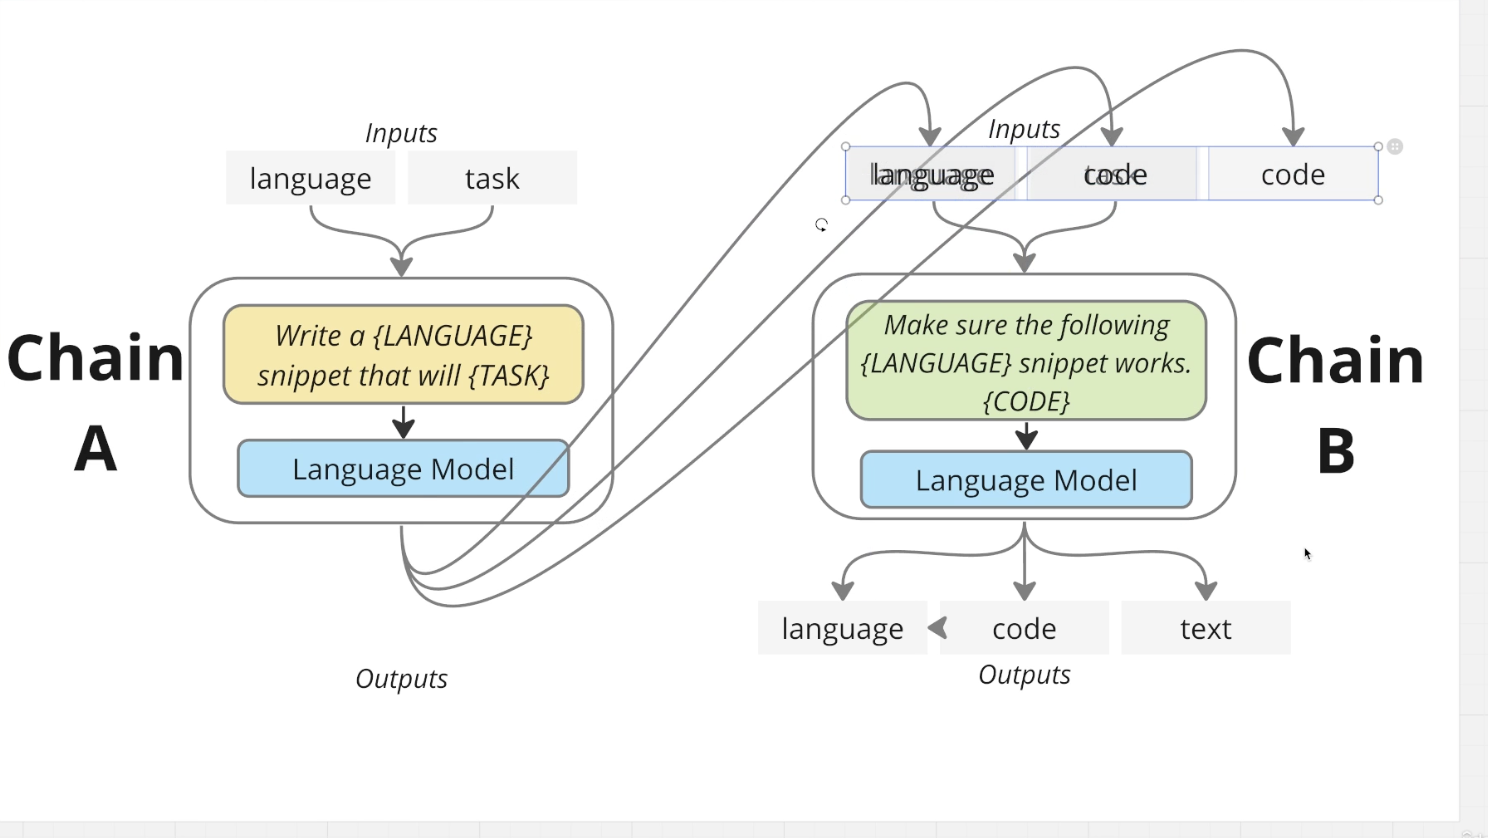 Inputs
language
task
Chain
A
Write a {LANGUAGE}
snippet that will {TASK}
Language Model
Outputs
Inputs
language
code
code
Make sure the following
{LANGUAGE} snippet works.
{CODE}
Language Model
Chain
B
language
code
text
Outputs